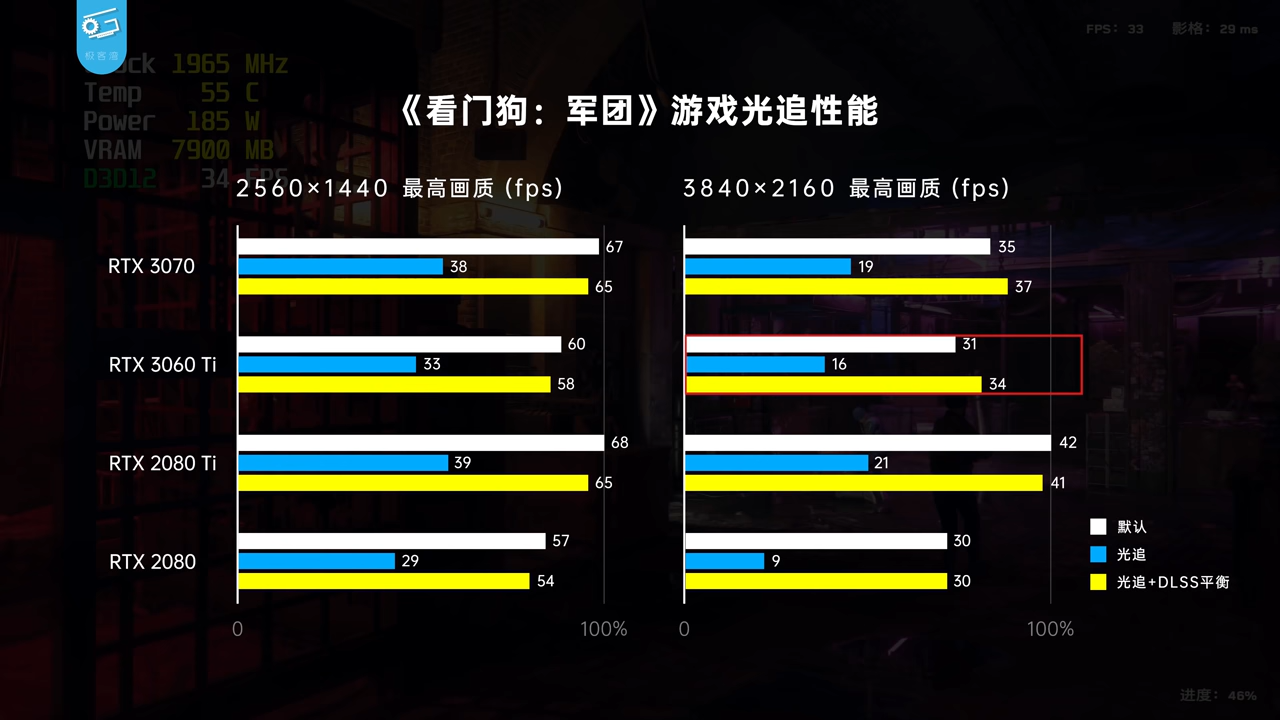 极客湾
FPS: 33 影格: 29 ms
ock 1965 MHz
Temp 55 C
Power 185 W
VRAM 7900 MB
D3D12 34 FPS
《看门狗：军团》游戏光追性能
2560×1440 最高画质 (fps)
3840×2160 最高画质 (fps)
RTX 3070
67
38
65
35
19
37
RTX 3060 Ti
60
33
58
31
16
34
RTX 2080 Ti
68
39
65
42
21
41
RTX 2080
57
29
54
30
9
30
默认
光追
光追+DLSS平衡
0 100%
0 100%
进度: 46%